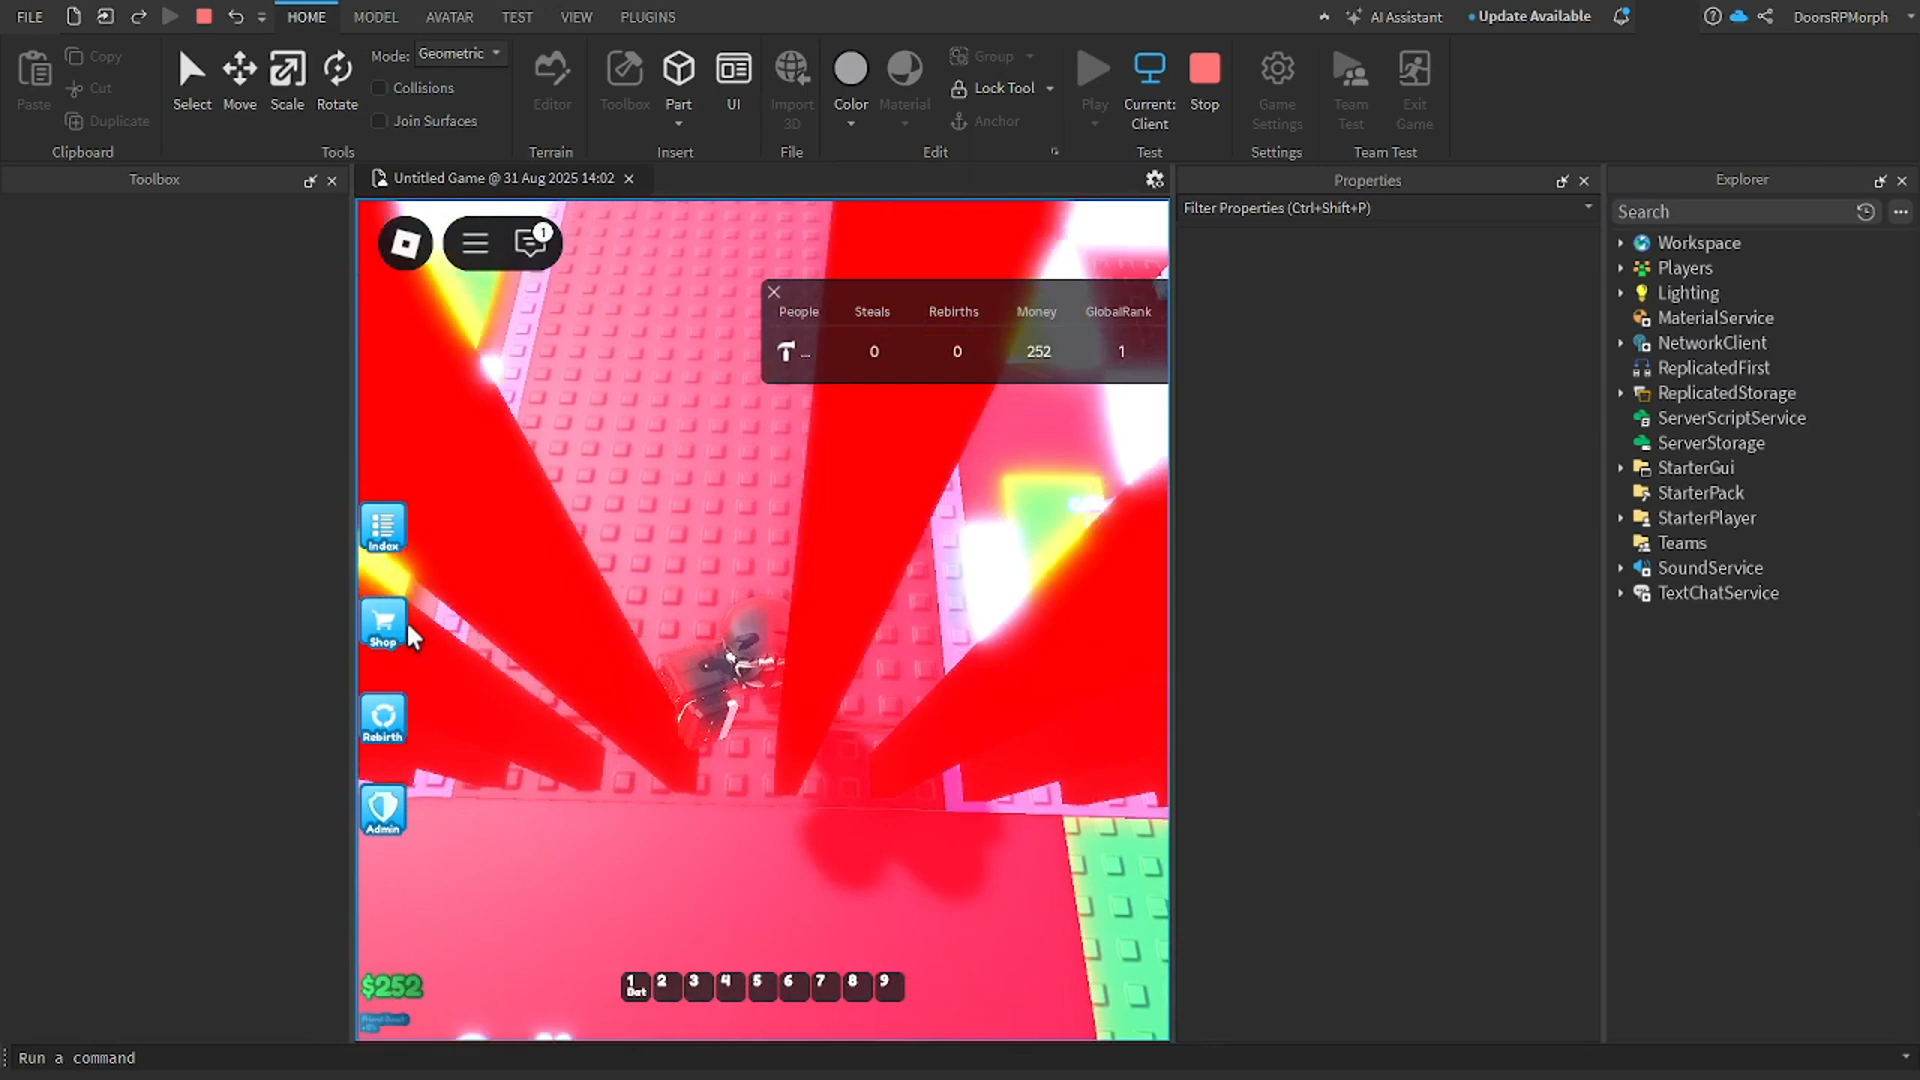 FILE HOME MODEL AVATAR TEST VIEW PLUGINS AI Assistant Update Available DoorsRPMorph
Paste Copy Cut Duplicate Clipboard
Select Move Scale Rotate Mode: Geometric Collisions Join Surfaces Tools
Editor Terrain
Toolbox Part UI Insert
Import 3D File
Color Material Group Lock Tool Anchor Edit
Play Current: Client Stop Test
Game Settings Settings
Team Test Exit Game Team Test
Toolbox
Untitled Game @ 31 Aug 2025 14:02
1
People Steals Rebirths Money GlobalRank
... 0 0 252 1
Index
Shop
Rebirth
Admin
$252
Friend Boost
1 2 3 4 5 6 7 8 9
Bat
Properties
Filter Properties (Ctrl+Shift+P)
Explorer
Search
Workspace
Players
Lighting
MaterialService
NetworkClient
ReplicatedFirst
ReplicatedStorage
ServerScriptService
ServerStorage
StarterGui
StarterPack
StarterPlayer
Teams
SoundService
TextChatService
Run a command